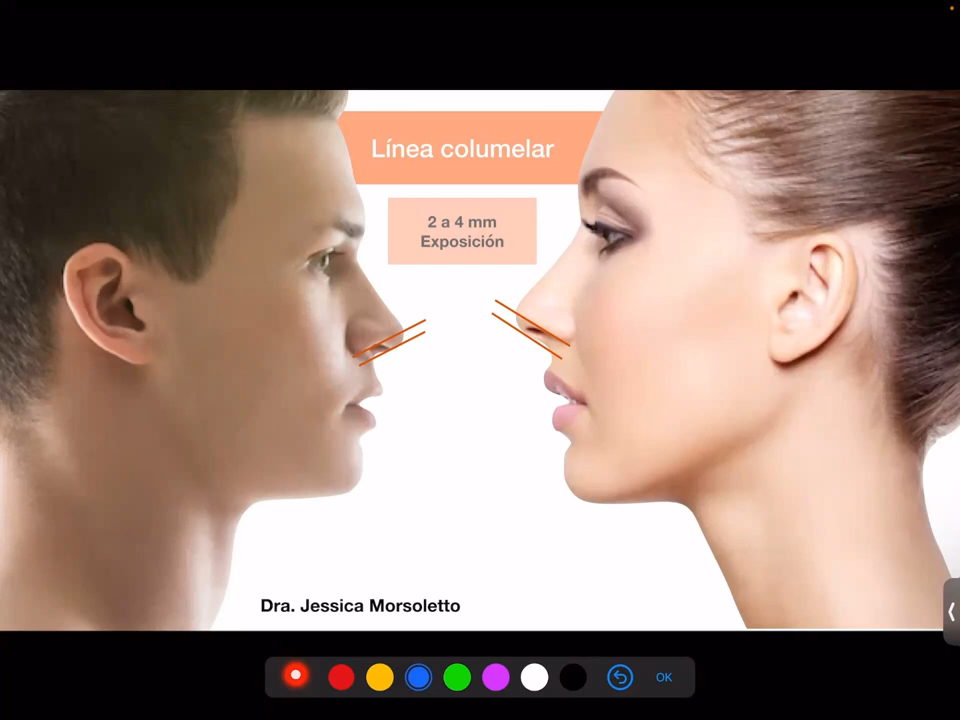 Línea columelar
2 a 4 mm
Exposición
Dra. Jessica Morsoletto
OK